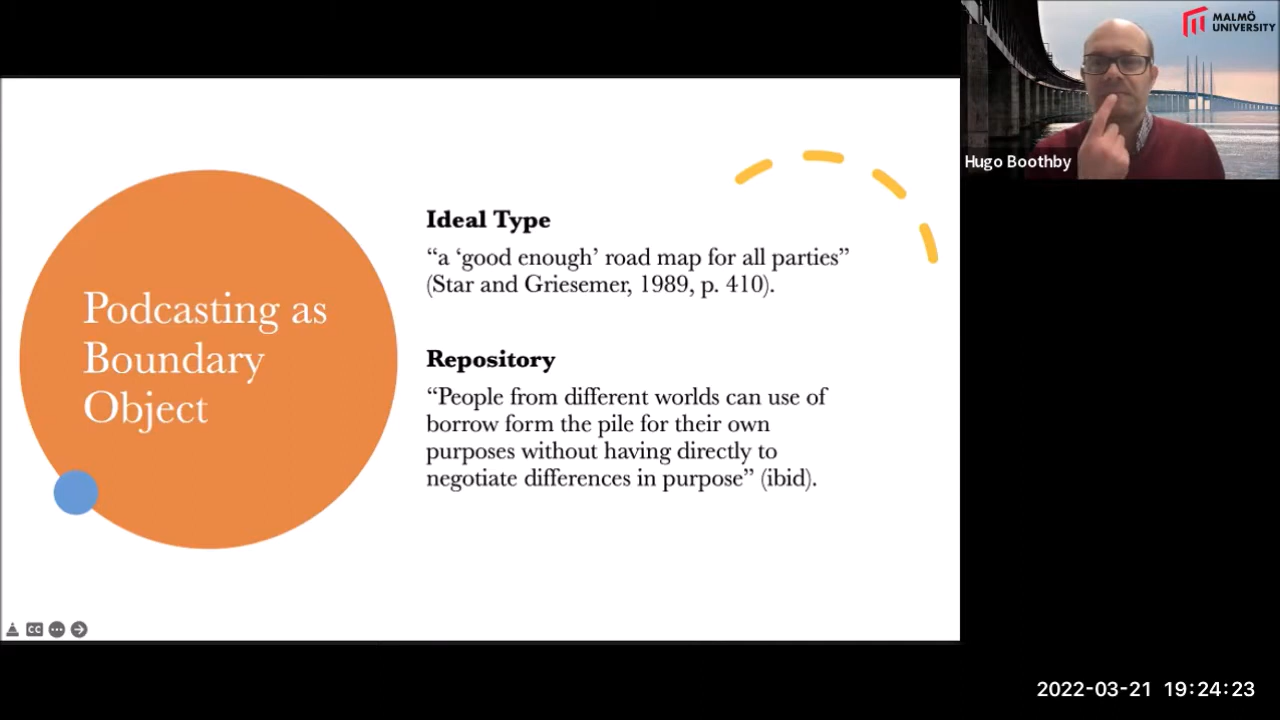 MALMÖ
UNIVERSITY
Hugo Boothby
Podcasting as
Boundary
Object
Ideal Type
“a ‘good enough’ road map for all parties”
(Star and Griesemer, 1989, p. 410).
Repository
“People from different worlds can use of
borrow form the pile for their own
purposes without having directly to
negotiate differences in purpose” (ibid).
CC
2022-03-21 19:24:23